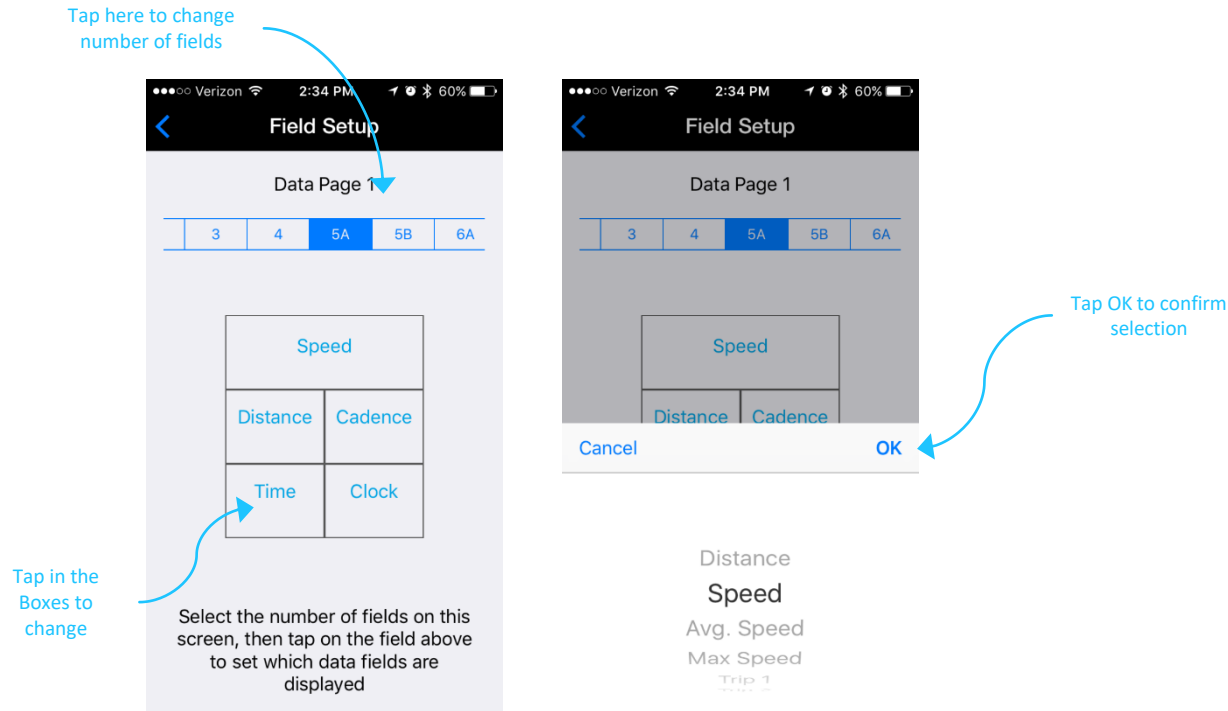 Tap here to change
number of fields
Verizon 2:34 PM 60%
Field Setup
Data Page 1
3 4 5A 5B 6A
Speed
Distance Cadence
Time Clock
Tap in the
Boxes to
change
Select the number of fields on this
screen, then tap on the field above
to set which data fields are
displayed
Verizon 2:34 PM 60%
Field Setup
Data Page 1
3 4 5A 5B 6A
Speed
Distance Cadence
Cancel OK
Tap OK to confirm
selection
Distance
Speed
Avg. Speed
Max Speed
Trip 1